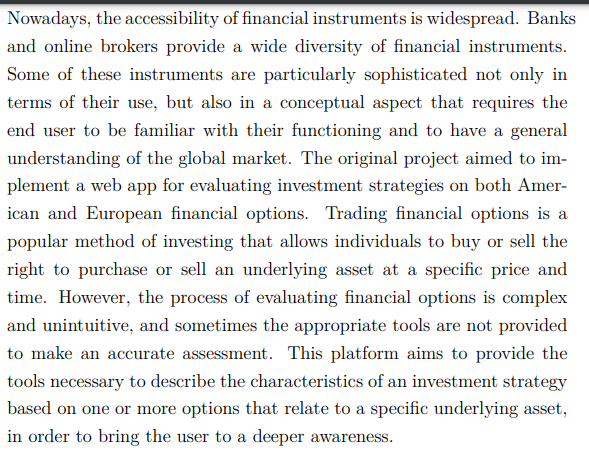 Nowadays, the accessibility of financial instruments is widespread. Banks
and online brokers provide a wide diversity of financial instruments.
Some of these instruments are particularly sophisticated not only in
terms of their use, but also in a conceptual aspect that requires the
end user to be familiar with their functioning and to have a general
understanding of the global market. The original project aimed to im-
plement a web app for evaluating investment strategies on both Amer-
ican and European financial options. Trading financial options is a
popular method of investing that allows individuals to buy or sell the
right to purchase or sell an underlying asset at a specific price and
time. However, the process of evaluating financial options is complex
and unintuitive, and sometimes the appropriate tools are not provided
to make an accurate assessment. This platform aims to provide the
tools necessary to describe the characteristics of an investment strategy
based on one or more options that relate to a specific underlying asset,
in order to bring the user to a deeper awareness.